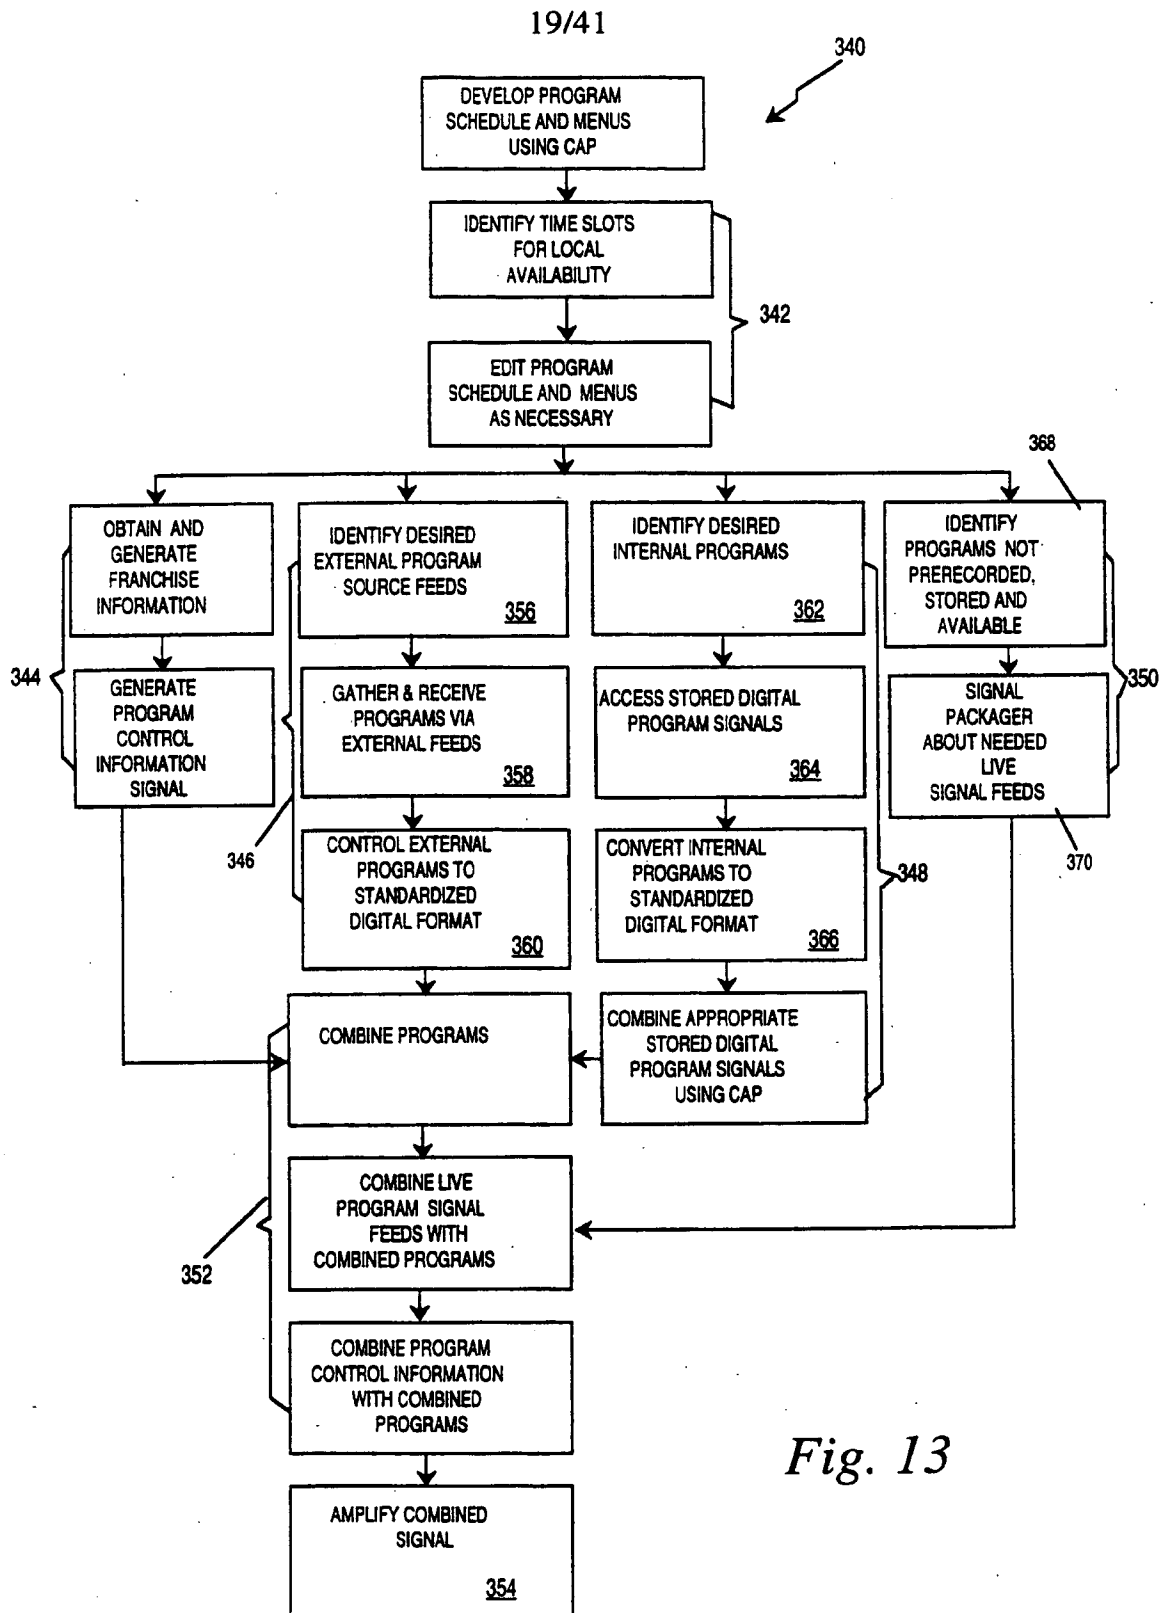 19/41
340
DEVELOP PROGRAM
SCHEDULE AND MENUS
USING CAP
IDENTIFY TIME SLOTS
FOR LOCAL
AVAILABILITY
342
EDIT PROGRAM
SCHEDULE AND MENUS
AS NECESSARY
368
OBTAIN AND
GENERATE
FRANCHISE
INFORMATION
IDENTIFY DESIRED
EXTERNAL PROGRAM
SOURCE FEEDS
356
IDENTIFY DESIRED
INTERNAL PROGRAMS
362
IDENTIFY
PROGRAMS NOT
PRERECORDED,
STORED AND
AVAILABLE
344
350
GENERATE
PROGRAM
CONTROL
INFORMATION
SIGNAL
GATHER & RECEIVE
PROGRAMS VIA
EXTERNAL FEEDS
358
ACCESS STORED DIGITAL
PROGRAM SIGNALS
364
SIGNAL
PACKAGER
ABOUT NEEDED
LIVE
SIGNAL FEEDS
346
370
348
CONTROL EXTERNAL
PROGRAMS TO
STANDARDIZED
DIGITAL FORMAT
360
CONVERT INTERNAL
PROGRAMS TO
STANDARDIZED
DIGITAL FORMAT
366
COMBINE PROGRAMS
COMBINE APPROPRIATE
STORED DIGITAL
PROGRAM SIGNALS
USING CAP
COMBINE LIVE
PROGRAM SIGNAL
FEEDS WITH
COMBINED PROGRAMS
352
COMBINE PROGRAM
CONTROL INFORMATION
WITH COMBINED
PROGRAMS
Fig. 13
AMPLIFY COMBINED
SIGNAL
354